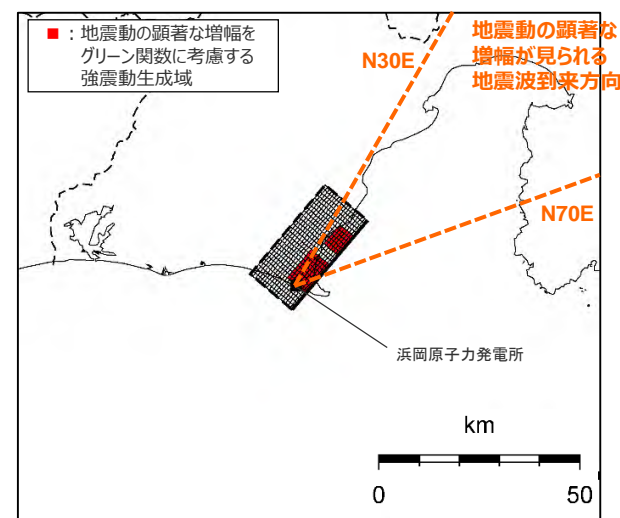 ■：地震動の顕著な増幅を
グリーン関数に考慮する
強震動生成域
地震動の顕著な
増幅が見られる
地震波到来方向
N30E
N70E
浜岡原子力発電所
km
0 50